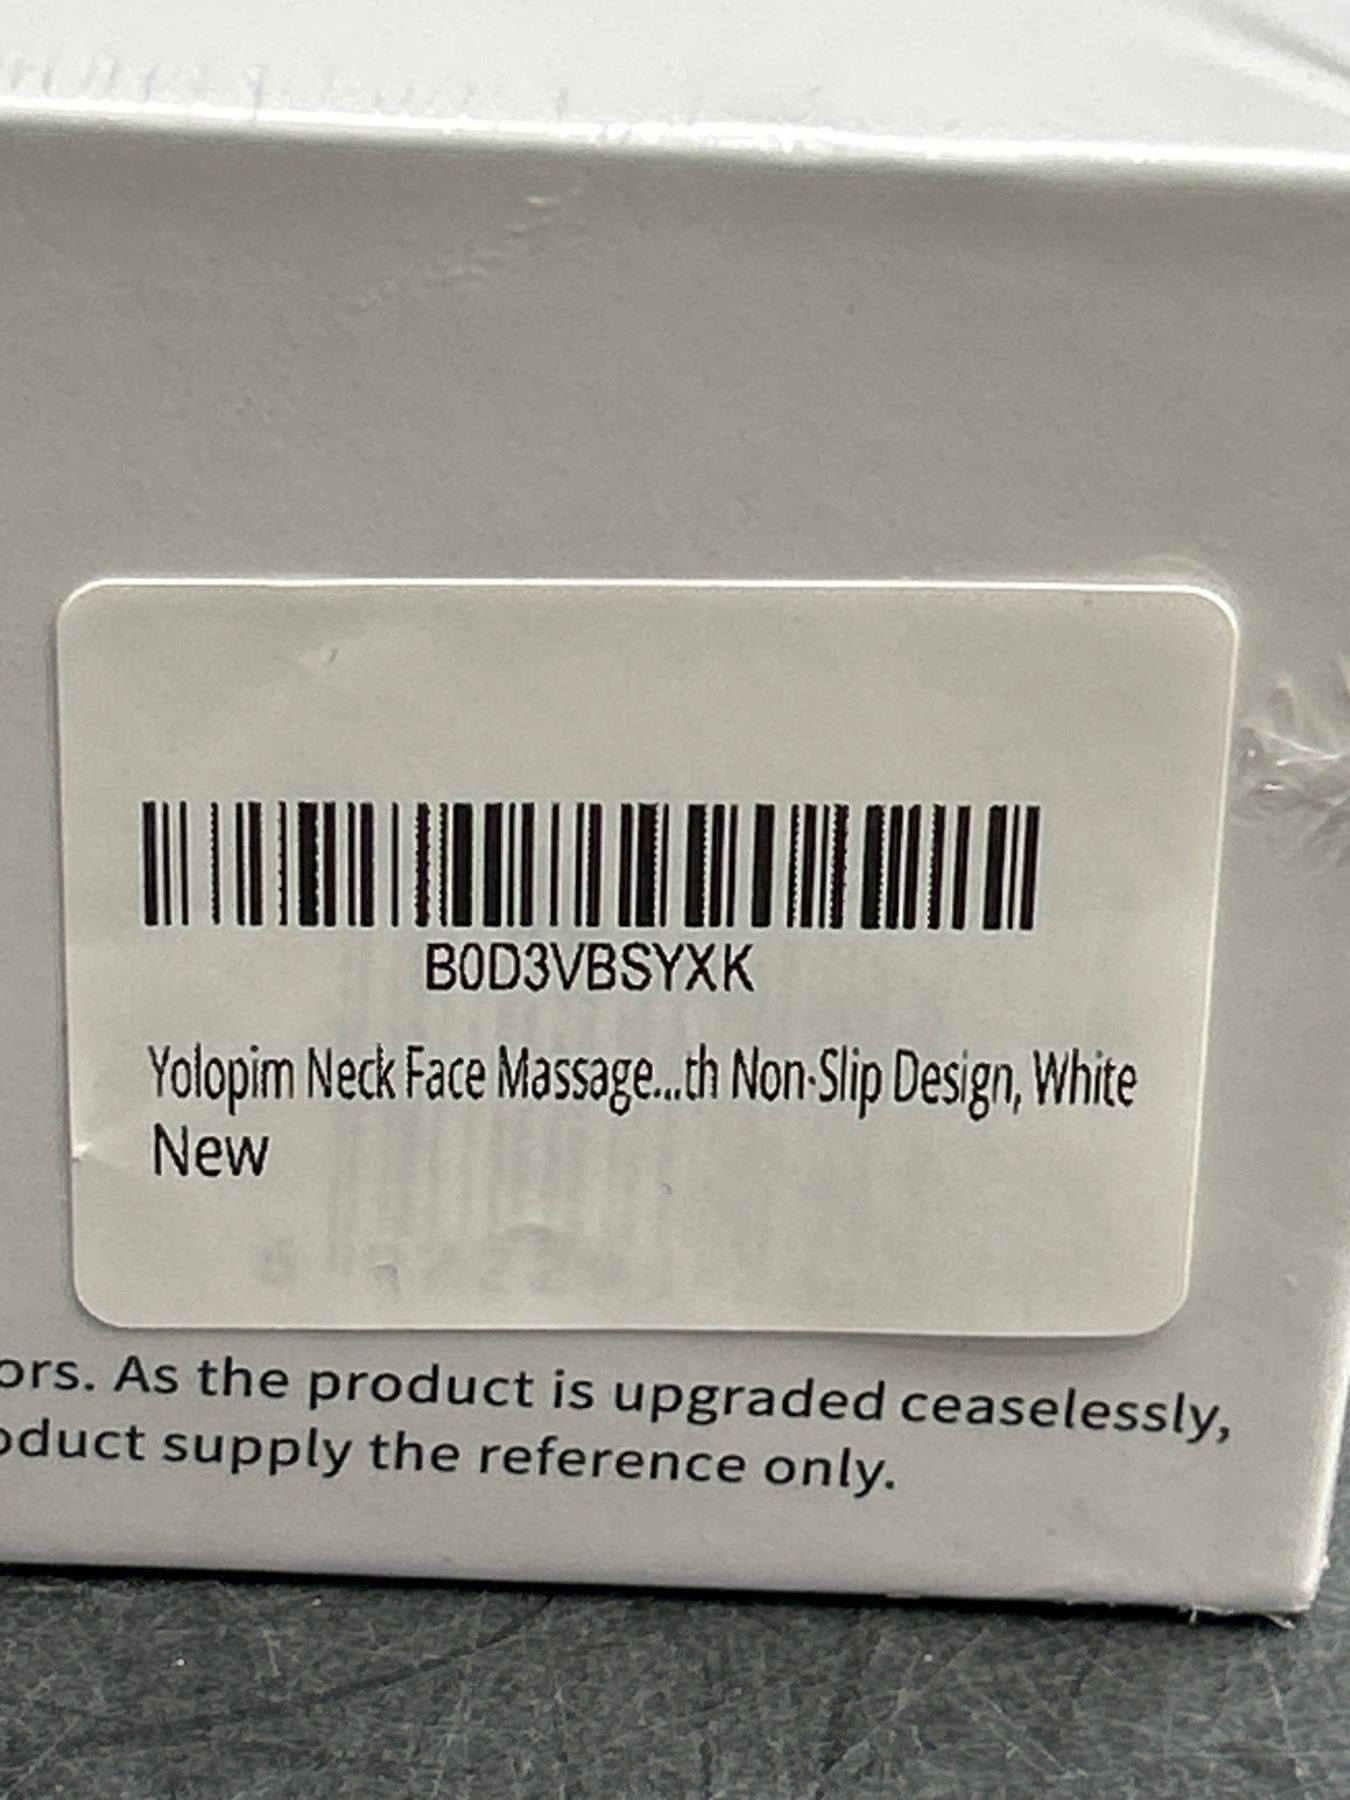 B0D3VBSYXK
Yolopim Neck Face Massage...th Non-Slip Design, White
New
ors. As the product is upgraded ceaselessly,
oduct supply the reference only.